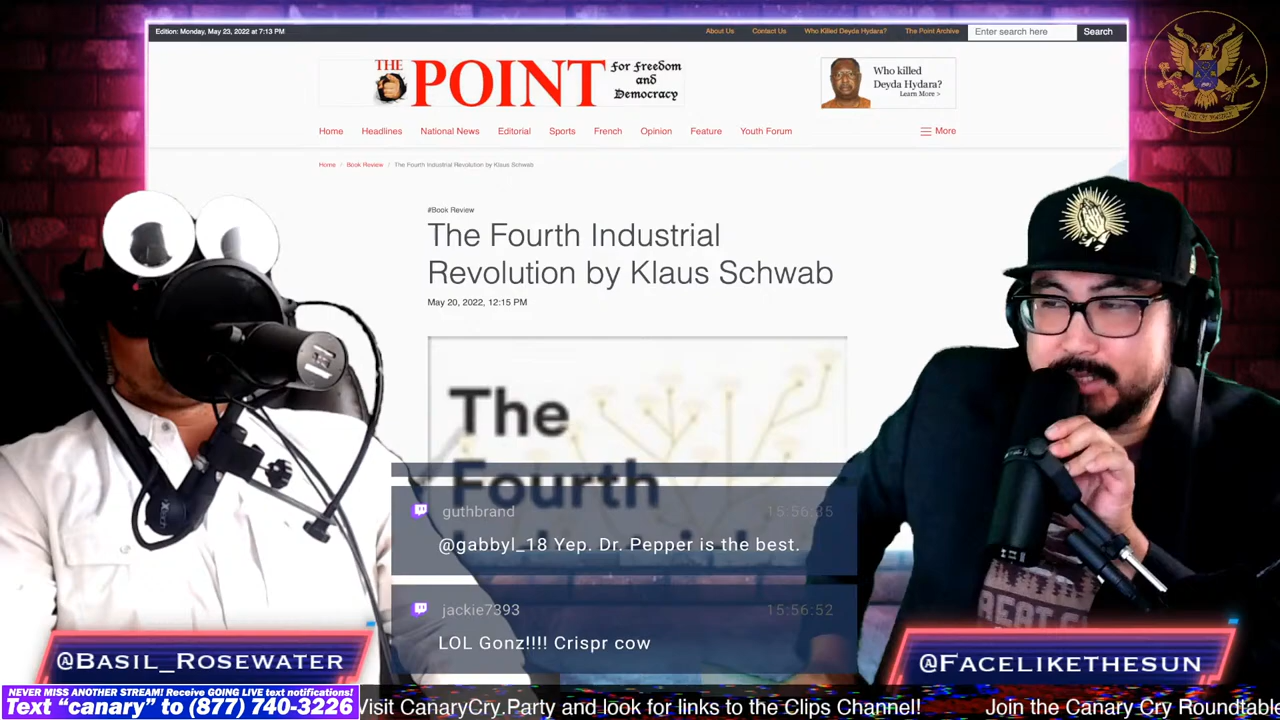 Edition: Monday, May 23, 2022 at 7:13 PM
About Us
Contact Us
Who Killed Deyda Hydara?
The Point Archive
Enter search here
Search
THE POINT
For Freedom
and
Democracy
Who killed
Deyda Hydara?
Learn More >
Home
Headlines
National News
Editorial
Sports
French
Opinion
Feature
Youth Forum
More
Home / Book Review / The Fourth Industrial Revolution by Klaus Schwab
#Book Review
The Fourth Industrial
Revolution by Klaus Schwab
May 20, 2022, 12:15 PM
The
Fourth
guthbrand
15:56:35
@gabbyl_18 Yep. Dr. Pepper is the best.
jackie7393
15:56:52
LOL Gonz!!!! Crispr cow
@BASIL_ROSEWATER
@FACELIKETHESUN
NEVER MISS ANOTHER STREAM! Receive GOING LIVE text notifications!
Text “canary” to (877) 740-3226
Visit CanaryCry.Party and look for links to the Clips Channel!
Join the Canary Cry Roundtable